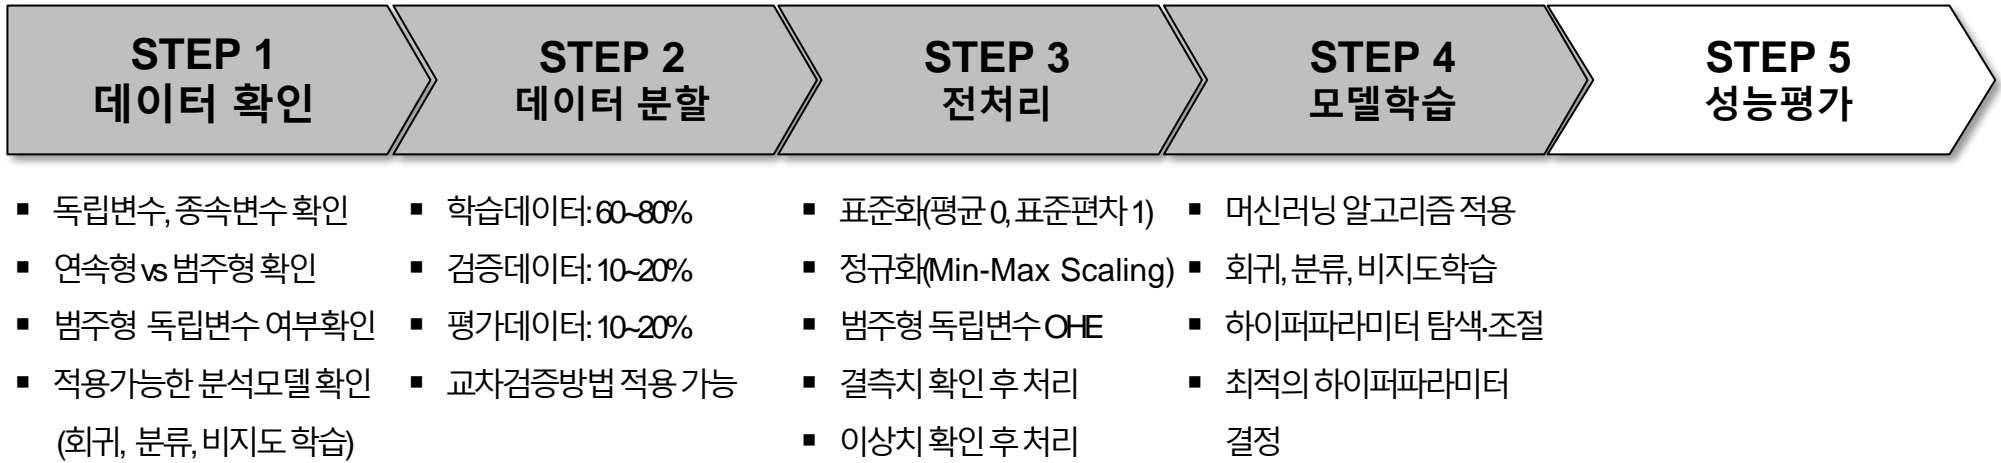 STEP 1
데이터 확인
STEP 2
데이터 분할
STEP 3
전처리
STEP 4
모델학습
STEP 5
성능평가
▪ 독립변수, 종속변수 확인
▪ 연속형 vs 범주형 확인
▪ 범주형 독립변수 여부확인
▪ 적용가능한 분석모델 확인
(회귀, 분류, 비지도 학습)
▪ 학습데이터: 60~80%
▪ 검증데이터: 10~20%
▪ 평가데이터: 10~20%
▪ 교차검증방법 적용 가능
▪ 표준화(평균 0, 표준편차 1)
▪ 정규화(Min-Max Scaling)
▪ 범주형 독립변수 OHE
▪ 결측치 확인 후 처리
▪ 이상치 확인 후 처리
▪ 머신러닝 알고리즘 적용
▪ 회귀, 분류, 비지도학습
▪ 하이퍼파라미터 탐색·조절
▪ 최적의 하이퍼파라미터
결정